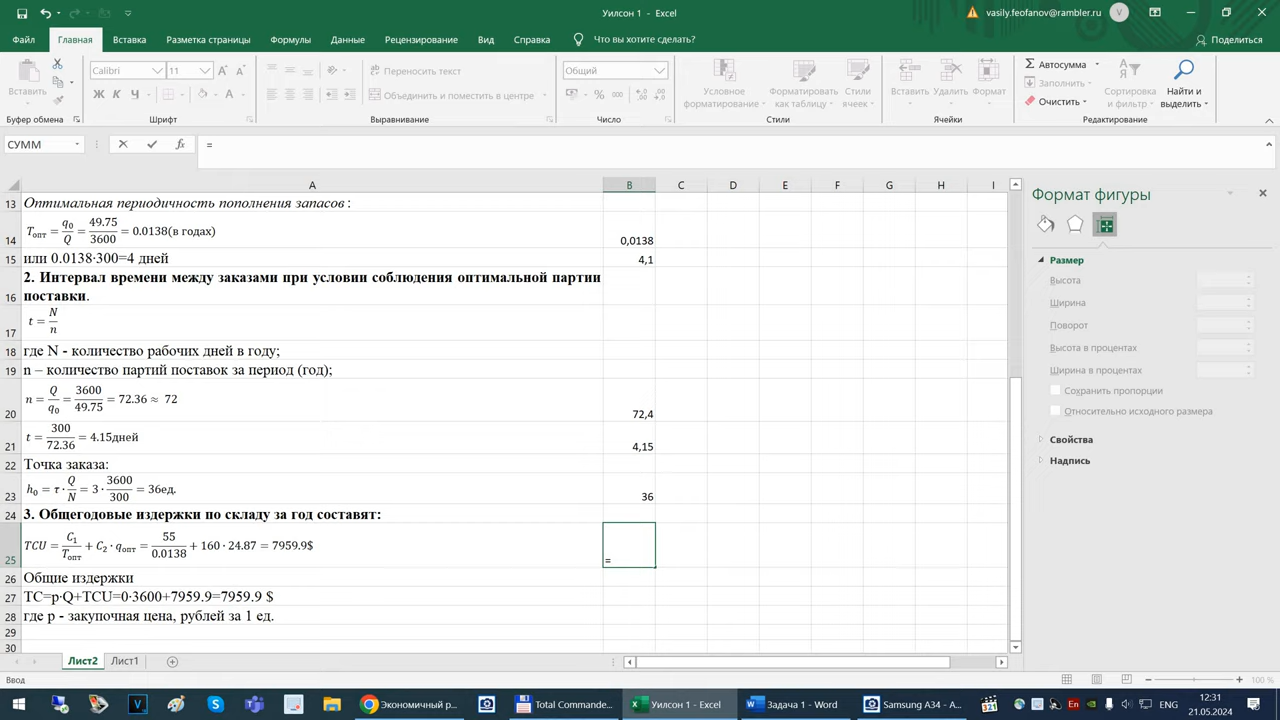 Уилсон 1 - Excel
vasily.feofanov@rambler.ru
V
Файл Главная Вставка Разметка страницы Формулы Данные Рецензирование Вид Справка Что вы хотите сделать? Поделиться
Вставить
Calibri 11
Ж К Ч
Переносить текст
Объединить и поместить в центре
Общий
% 000
Условное форматирование
Форматировать как таблицу
Стили ячеек
Вставить Удалить Формат
Автосумма
Заполнить
Очистить
Сортировка и фильтр
Найти и выделить
Буфер обмена Шрифт Выравнивание Число Стили Ячейки Редактирование
СУММ fx =
A B C D E F G H I
13 Оптимальная периодичность пополнения запасов :
14 Tопт = q₀/Q = 49.75/3600 = 0.0138(в годах) 0,0138
15 или 0.0138·300=4 дней 4,1
16 2. Интервал времени между заказами при условии соблюдения оптимальной партии
поставки.
17 t = N/n
18 где N - количество рабочих дней в году;
19 n – количество партий поставок за период (год);
20 n = Q/q₀ = 3600/49.75 = 72.36 ≈ 72 72,4
21 t = 300/72.36 = 4.15дней 4,15
22 Точка заказа:
23 h₀ = τ · Q/N = 3 · 3600/300 = 36ед. 36
24 3. Общегодовые издержки по складу за год составят:
25 TCU = C₁/Tопт + C₂ · qопт = 55/0.0138 + 160 · 24.87 = 7959.9$ =
26 Общие издержки
27 TC=p·Q+TCU=0·3600+7959.9=7959.9 $
28 где p - закупочная цена, рублей за 1 ед.
29
30
Формат фигуры
Размер
Высота
Ширина
Поворот
Высота в процентах
Ширина в процентах
Сохранить пропорции
Относительно исходного размера
Свойства
Надпись
Лист2 Лист1
Ввод
100 %
Экономичный р...
Total Commande...
Уилсон 1 - Excel
Задача 1 - Word
Samsung A34 - A...
En
12:31
21.05.2024